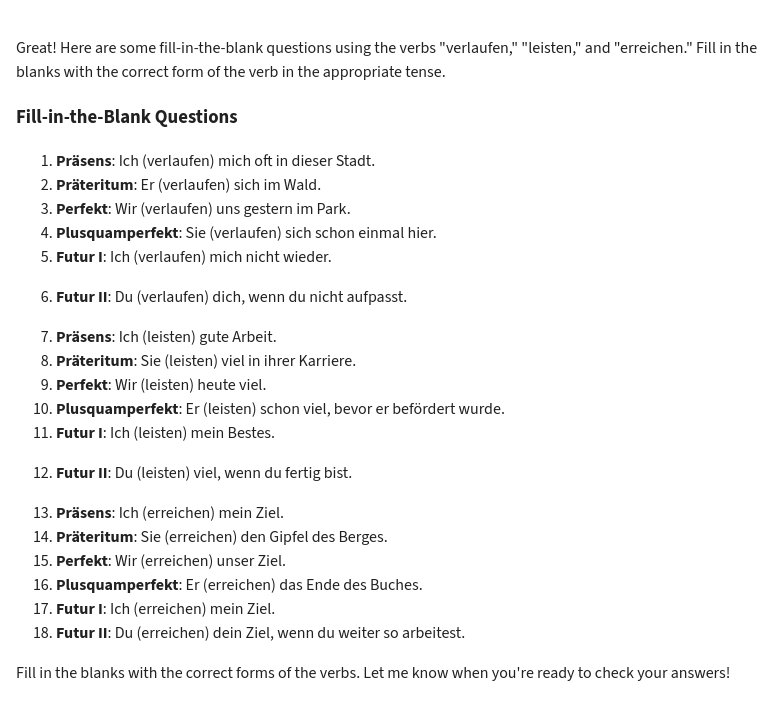 Great! Here are some fill-in-the-blank questions using the verbs "verlaufen," "leisten," and "erreichen." Fill in the
blanks with the correct form of the verb in the appropriate tense.
Fill-in-the-Blank Questions
1. Präsens: Ich (verlaufen) mich oft in dieser Stadt.
2. Präteritum: Er (verlaufen) sich im Wald.
3. Perfekt: Wir (verlaufen) uns gestern im Park.
4. Plusquamperfekt: Sie (verlaufen) sich schon einmal hier.
5. Futur I: Ich (verlaufen) mich nicht wieder.
6. Futur II: Du (verlaufen) dich, wenn du nicht aufpasst.
7. Präsens: Ich (leisten) gute Arbeit.
8. Präteritum: Sie (leisten) viel in ihrer Karriere.
9. Perfekt: Wir (leisten) heute viel.
10. Plusquamperfekt: Er (leisten) schon viel, bevor er befördert wurde.
11. Futur I: Ich (leisten) mein Bestes.
12. Futur II: Du (leisten) viel, wenn du fertig bist.
13. Präsens: Ich (erreichen) mein Ziel.
14. Präteritum: Sie (erreichen) den Gipfel des Berges.
15. Perfekt: Wir (erreichen) unser Ziel.
16. Plusquamperfekt: Er (erreichen) das Ende des Buches.
17. Futur I: Ich (erreichen) mein Ziel.
18. Futur II: Du (erreichen) dein Ziel, wenn du weiter so arbeitest.
Fill in the blanks with the correct forms of the verbs. Let me know when you're ready to check your answers!